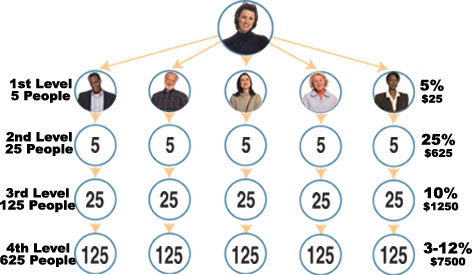 1st Level
5 People
5%
$25
2nd Level
25 People
5 5 5 5 5
25%
$625
3rd Level
125 People
25 25 25 25 25
10%
$1250
4th Level
625 People
125 125 125 125 125
3-12%
$7500